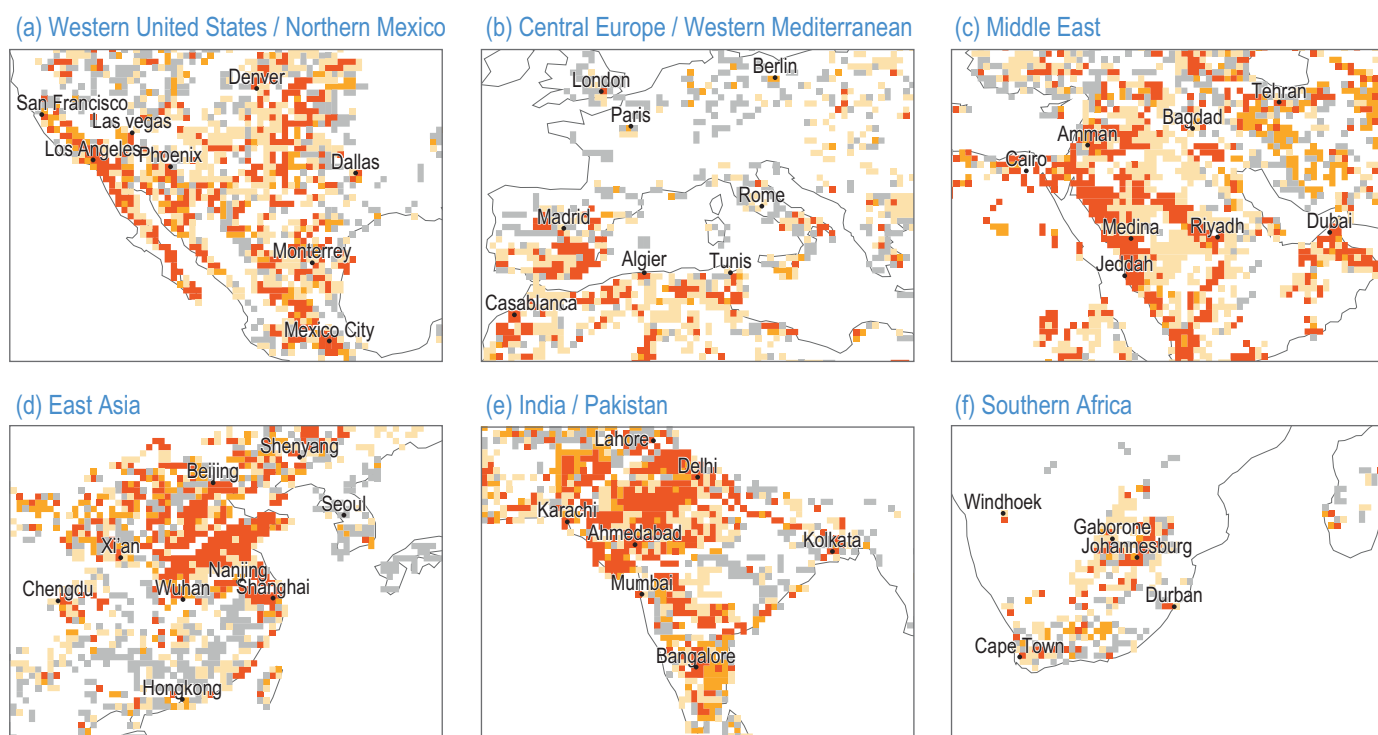 (a) Western United States / Northern Mexico
Denver
San Francisco
Las vegas
Los Angeles
Phoenix
Dallas
Monterrey
Mexico City
(b) Central Europe / Western Mediterranean
London
Berlin
Paris
Rome
Madrid
Algier
Tunis
Casablanca
(c) Middle East
Tehran
Bagdad
Amman
Cairo
Medina
Riyadh
Dubai
Jeddah
(d) East Asia
Shenyang
Beijing
Seoul
Xi'an
Nanjing
Chengdu
Wuhan
Shanghai
Hongkong
(e) India / Pakistan
Lahore
Delhi
Karachi
Ahmedabad
Kolkata
Mumbai
Bangalore
(f) Southern Africa
Windhoek
Gaborone
Johannesburg
Durban
Cape Town